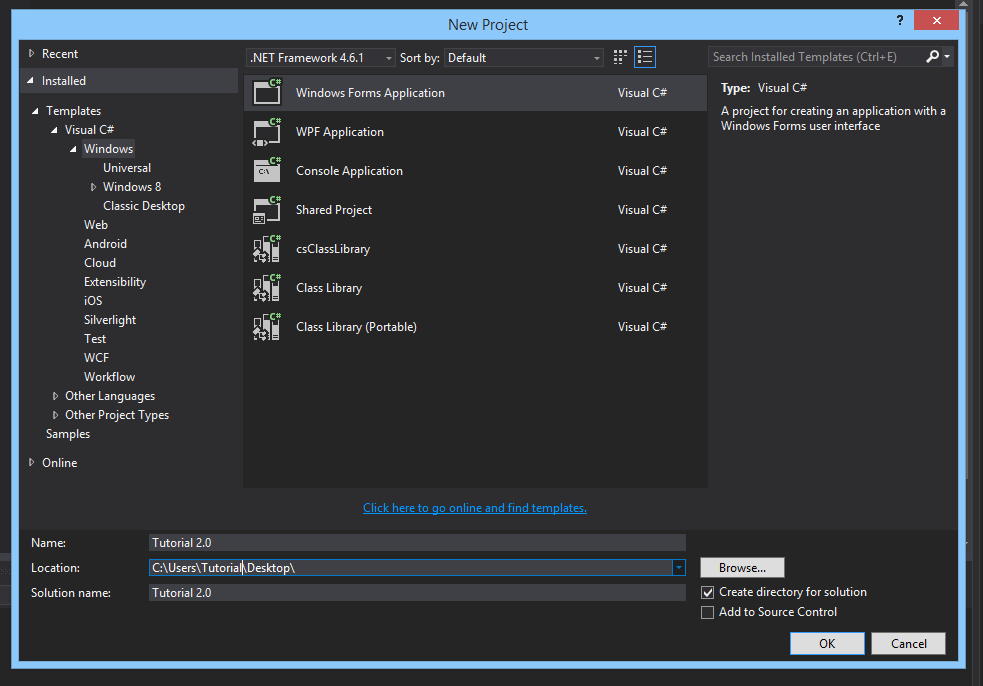 New Project
?
Recent
Installed
Templates
Visual C#
Windows
Universal
Windows 8
Classic Desktop
Web
Android
Cloud
Extensibility
iOS
Silverlight
Test
WCF
Workflow
Other Languages
Other Project Types
Samples
Online
.NET Framework 4.6.1 Sort by: Default
C# Windows Forms Application Visual C#
C# WPF Application Visual C#
C# C:\ Console Application Visual C#
C# Shared Project Visual C#
C# csClassLibrary Visual C#
C# Class Library Visual C#
C# Class Library (Portable) Visual C#
Click here to go online and find templates.
Search Installed Templates (Ctrl+E)
Type: Visual C#
A project for creating an application with a
Windows Forms user interface
Name: Tutorial 2.0
Location: C:\Users\Tutorial\Desktop\ Browse...
Solution name: Tutorial 2.0
Create directory for solution
Add to Source Control
OK Cancel